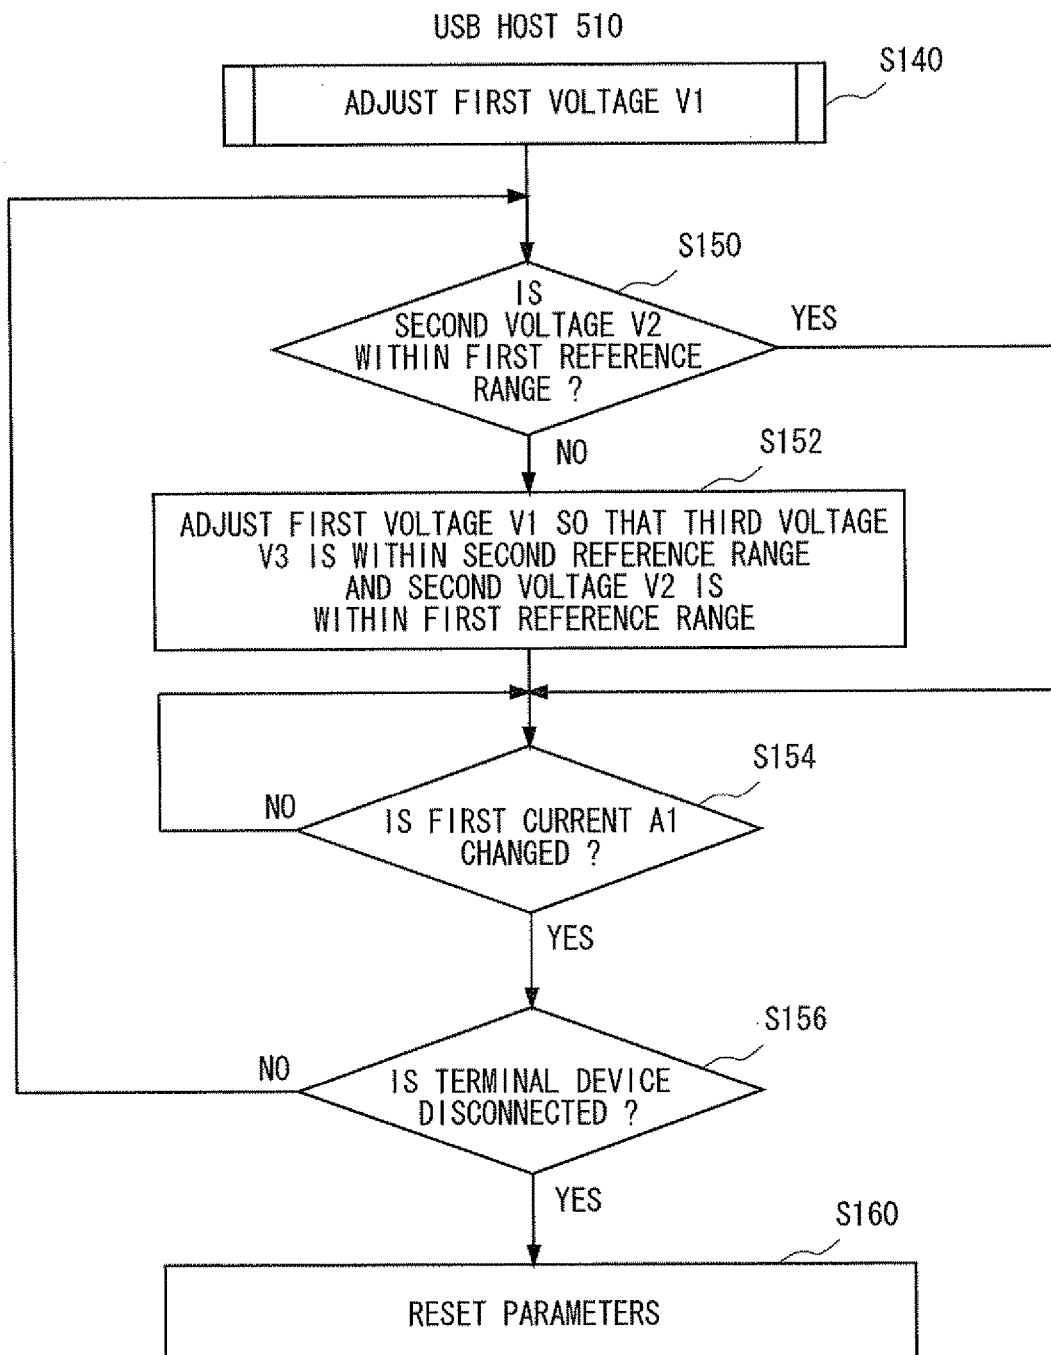 USB HOST 510
S140
ADJUST FIRST VOLTAGE V1
S150
IS
SECOND VOLTAGE V2
WITHIN FIRST REFERENCE
RANGE ?
YES
NO
S152
ADJUST FIRST VOLTAGE V1 SO THAT THIRD VOLTAGE
V3 IS WITHIN SECOND REFERENCE RANGE
AND SECOND VOLTAGE V2 IS
WITHIN FIRST REFERENCE RANGE
S154
NO
IS FIRST CURRENT A1
CHANGED ?
YES
S156
NO
IS TERMINAL DEVICE
DISCONNECTED ?
YES
S160
RESET PARAMETERS